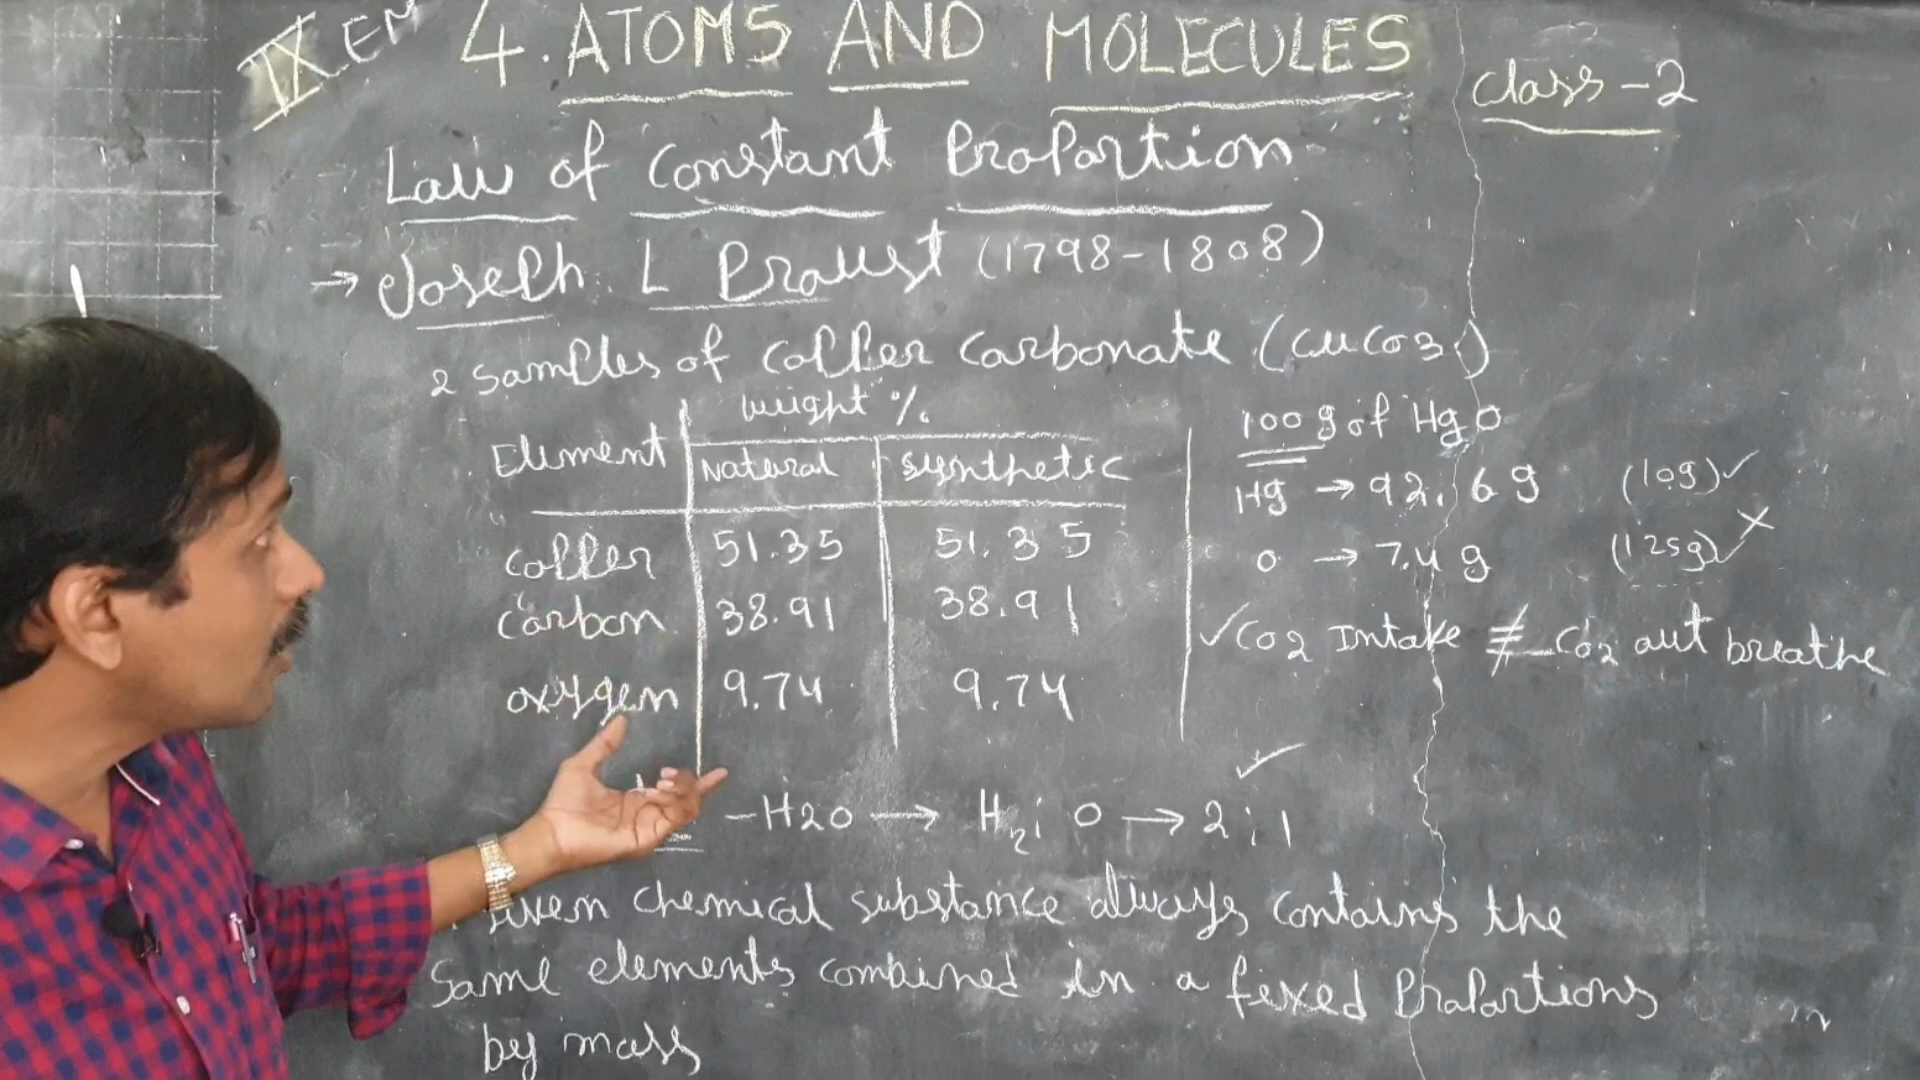 IX EM 4. ATOMS AND MOLECULES class-2
Law of Constant Proportion
→ Joseph L Proust (1798-1808)
2 samples of copper carbonate (CuCo3)
weight %
Element Natural Synthetic
copper 51.35 51.35
carbon 38.91 38.91
oxygen 9.74 9.74
100 g of HgO
Hg → 92.6 g (10g) ✓
O → 7.4 g (125g) ✓ ×
✓ Co2 Intake ≠ Co2 out breathe
- H2O → H2 : O → 2 : 1 ✓
Given chemical substance always contains the
same elements combined in a fixed proportions
by mass